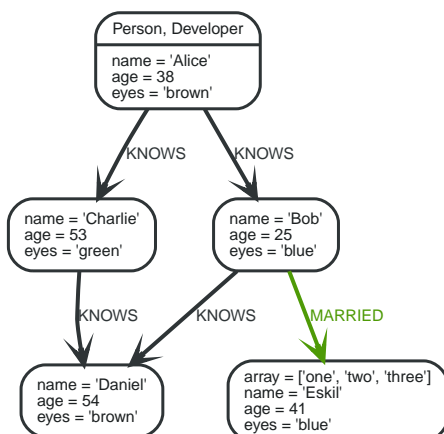 Person, Developer
name = 'Alice'
age = 38
eyes = 'brown'
KNOWS
KNOWS
name = 'Charlie'
age = 53
eyes = 'green'
name = 'Bob'
age = 25
eyes = 'blue'
KNOWS
KNOWS
MARRIED
name = 'Daniel'
age = 54
eyes = 'brown'
array = ['one', 'two', 'three']
name = 'Eskil'
age = 41
eyes = 'blue'